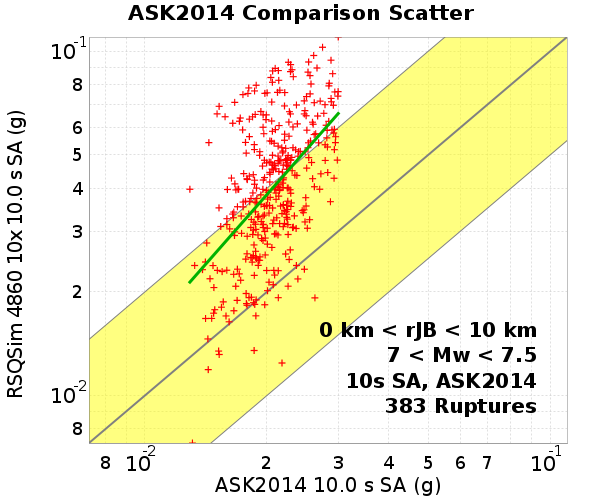 ASK2014 Comparison Scatter
RSQSim 4860 10x 10.0 s SA (g)
10-1
8
6
5
4
3
2
10-2
8
0 km < rJB < 10 km
7 < Mw < 7.5
10s SA, ASK2014
383 Ruptures
8 10-2 2 3 4 5 6 7 8 10-1
ASK2014 10.0 s SA (g)